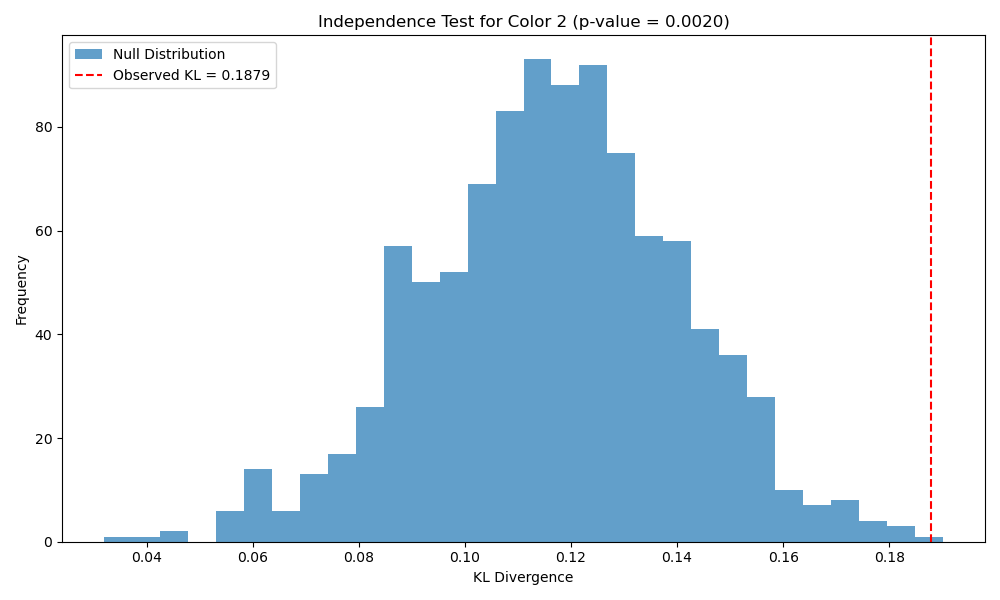 Independence Test for Color 2 (p-value = 0.0020)
Null Distribution
Observed KL = 0.1879
Frequency
80
60
40
20
0
0.04 0.06 0.08 0.10 0.12 0.14 0.16 0.18
KL Divergence